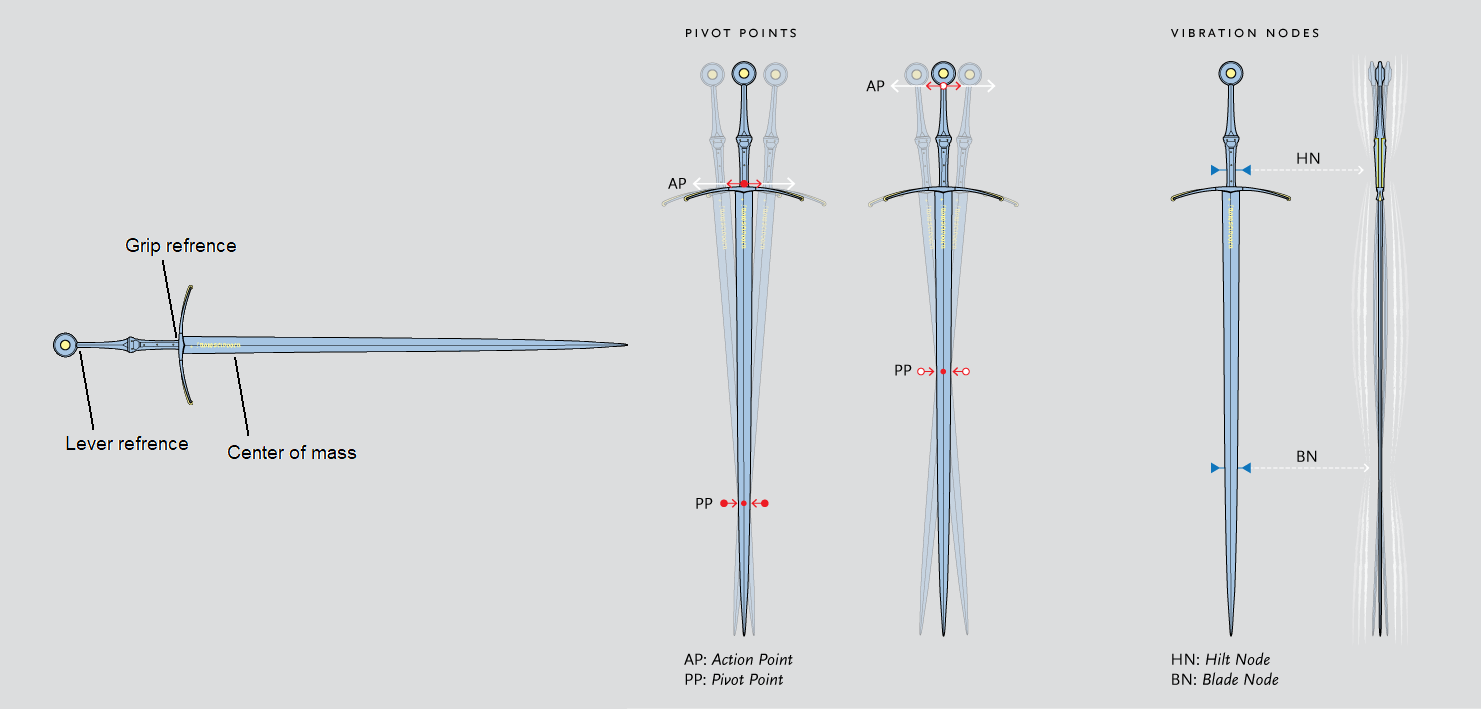 PIVOT POINTS
VIBRATION NODES
AP
HN
AP
Grip refrence
PP
Lever refrence
Center of mass
BN
PP
AP: Action Point
PP: Pivot Point
HN: Hilt Node
BN: Blade Node